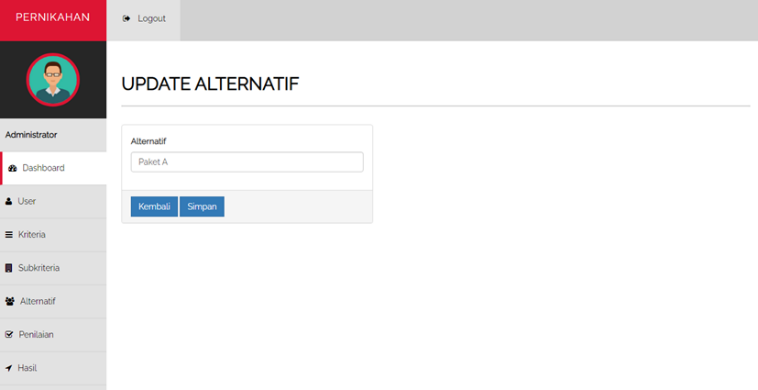 PERNIKAHAN
Logout
UPDATE ALTERNATIF
Administrator
Alternatif
Paket A
Dashboard
Kembali
Simpan
User
Kriteria
Subkriteria
Alternatif
Penilaian
Hasil